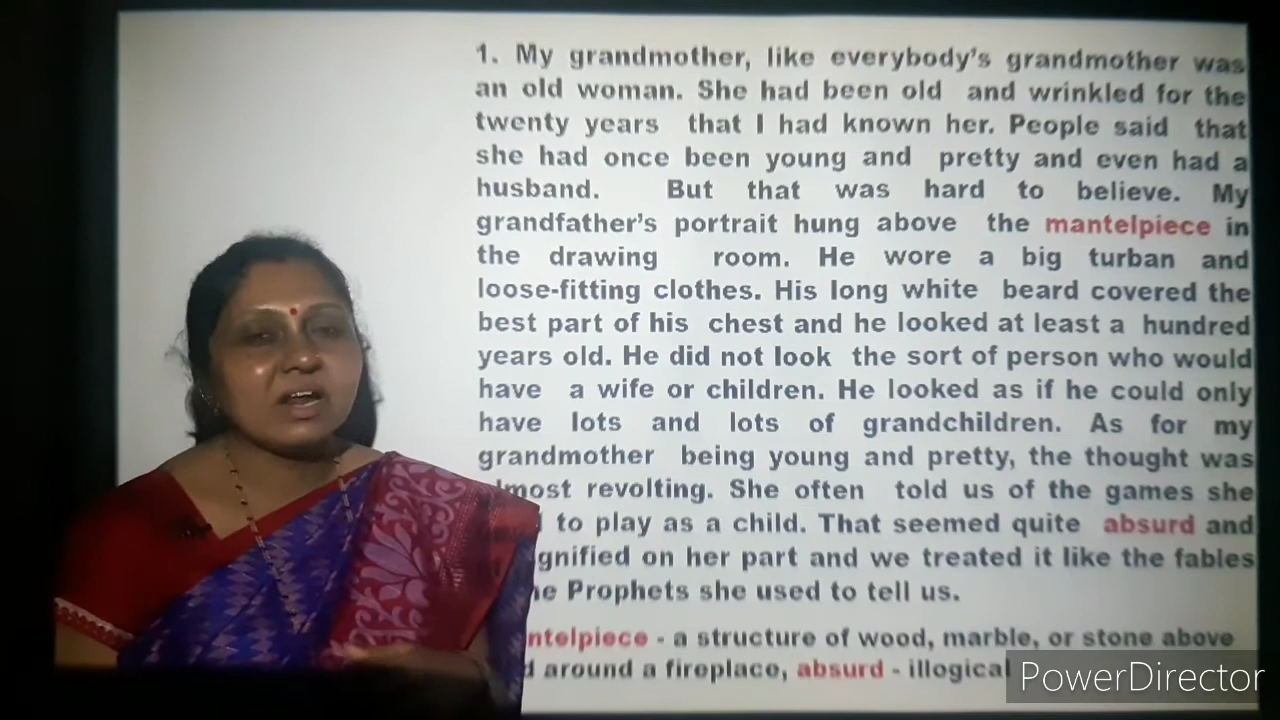 1. My grandmother, like everybody's grandmother was
an old woman. She had been old and wrinkled for the
twenty years that I had known her. People said that
she had once been young and pretty and even had a
husband. But that was hard to believe. My
grandfather's portrait hung above the mantelpiece in
the drawing room. He wore a big turban and
loose-fitting clothes. His long white beard covered the
best part of his chest and he looked at least a hundred
years old. He did not look the sort of person who would
have a wife or children. He looked as if he could only
have lots and lots of grandchildren. As for my
grandmother being young and pretty, the thought was
most revolting. She often told us of the games she
to play as a child. That seemed quite absurd and
gnified on her part and we treated it like the fables
Prophets she used to tell us.
ntelpiece - a structure of wood, marble, or stone above
around a fireplace, absurd - illogical
PowerDirector